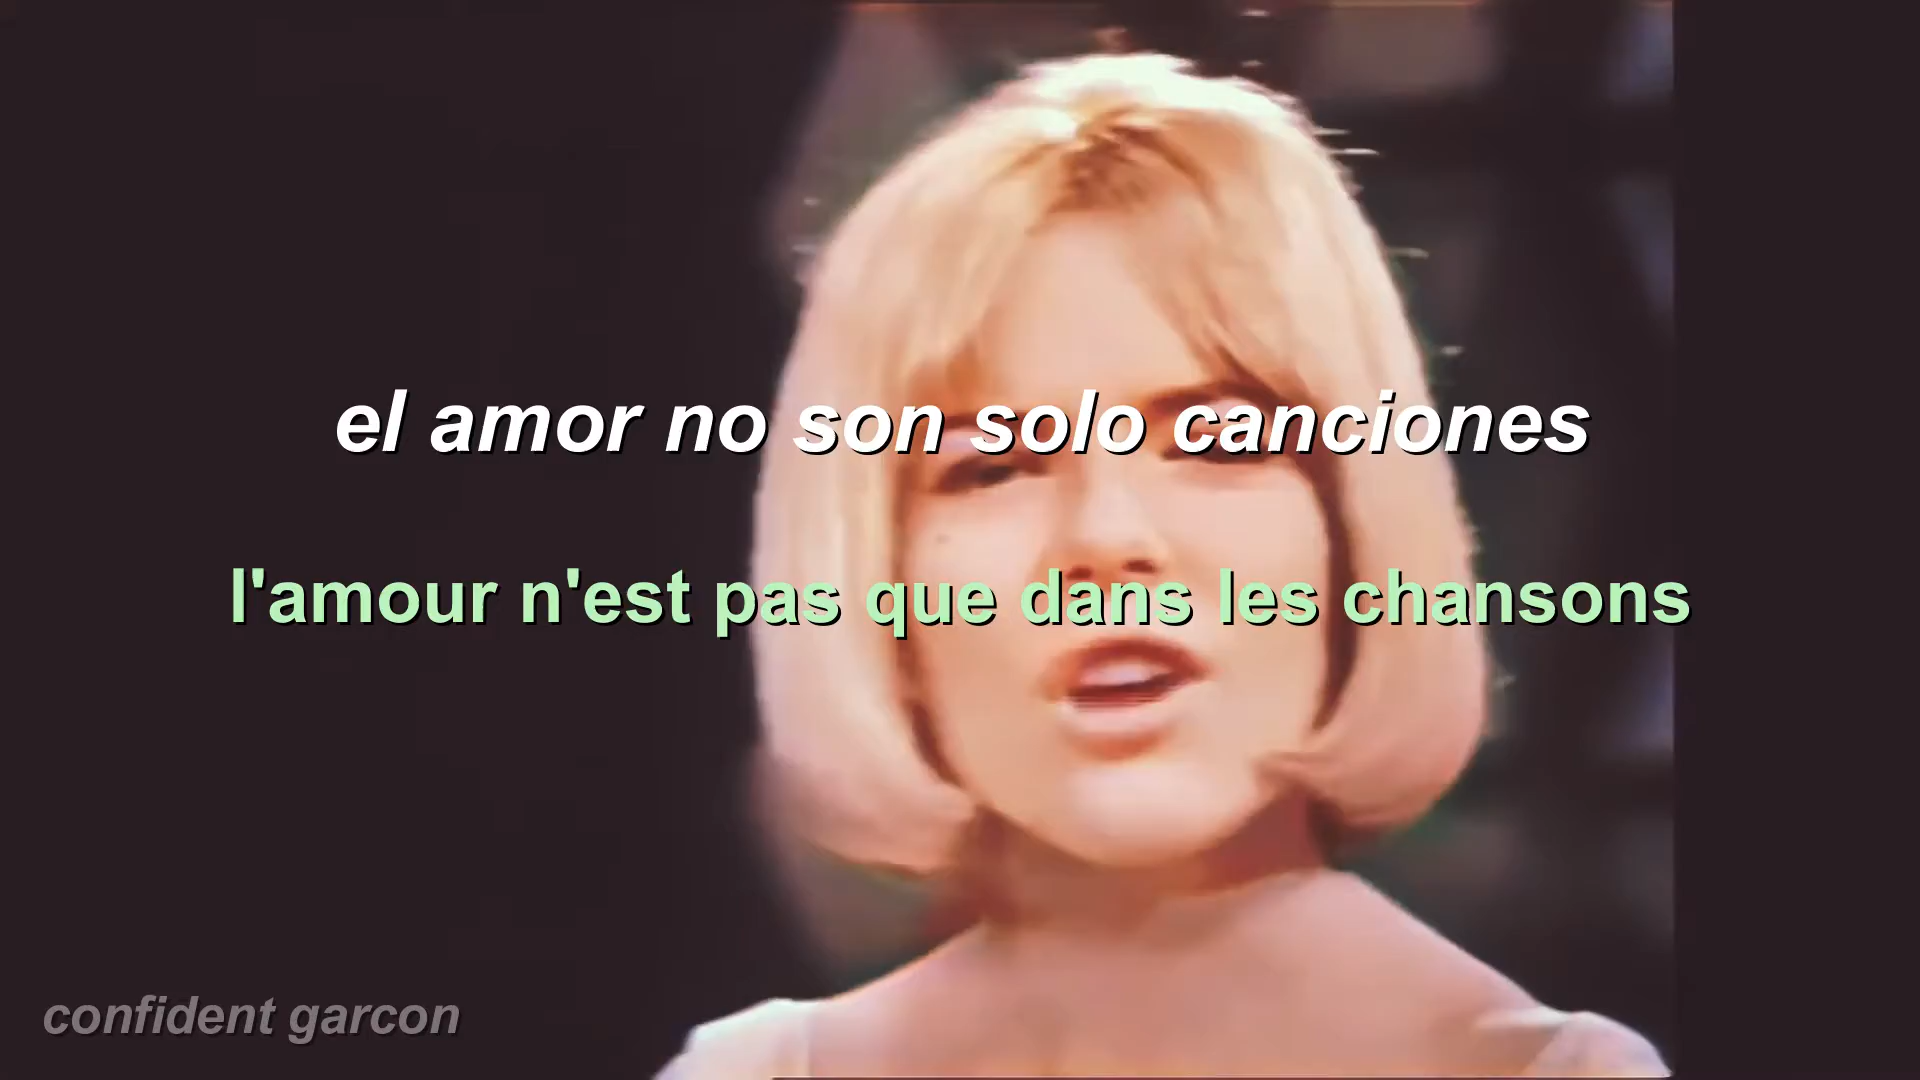 el amor no son solo canciones
l'amour n'est pas que dans les chansons
confident garcon